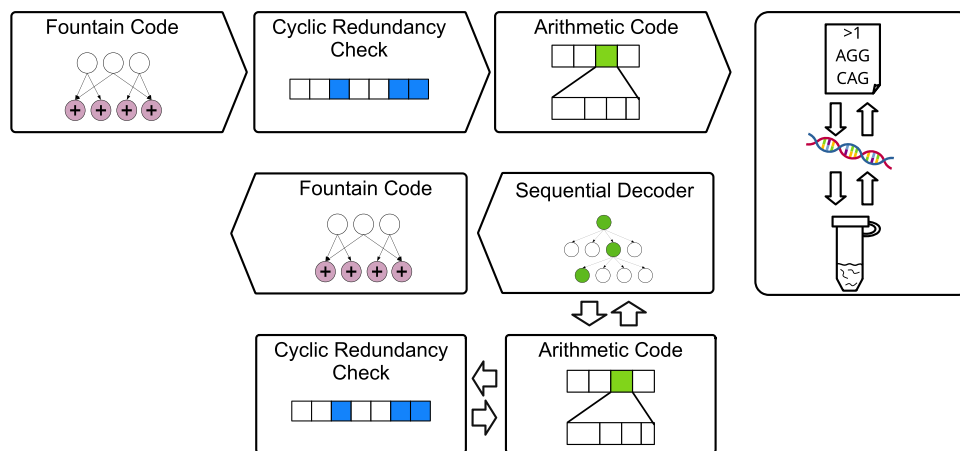 Fountain Code
+ + + +
Cyclic Redundancy
Check
Arithmetic Code
>1
AGG
CAG
Fountain Code
+ + + +
Sequential Decoder
Cyclic Redundancy
Check
Arithmetic Code